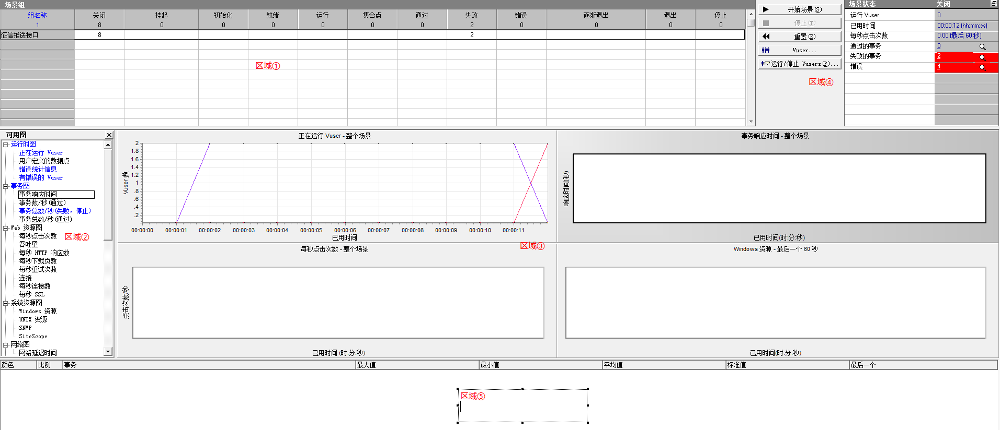 场景组
组名称 关闭 挂起 初始化 就绪 运行 集合点 通过 失败 错误 逐渐退出 退出 停止
1 8 0 0 0 0 0 0 2 0 0 0 0
征信推送接口 8 2
区域①
开始场景(S)
停止(T)
重置(R)
Vuser...
运行/停止 Vusers(P)...
区域④
场景状态 关闭
运行 Vuser 0
已用时间 00:00:12 (hh:mm:ss)
每秒点击次数 0.00 (最后 60 秒)
通过的事务 0
失败的事务 2
错误 4
可用图
运行时图
正在运行 Vuser
用户定义的数据点
错误统计信息
有错误的 Vuser
事务图
事务响应时间
事务数/秒(通过)
事务总数/秒(失败，停止)
事务总数/秒(通过)
Web 资源图
每秒点击次数
区域②
吞吐量
每秒 HTTP 响应数
每秒下载页数
每秒重试次数
连接
每秒连接数
每秒 SSL
系统资源图
Windows 资源
UNIX 资源
SNMP
SiteScope
网络图
网络延迟时间
正在运行 Vuser - 整个场景
Vuser 数
2
1.8
1.6
1.4
1.2
1
.8
.6
.4
.2
00:00:00 00:00:01 00:00:02 00:00:03 00:00:04 00:00:05 00:00:06 00:00:07 00:00:08 00:00:09 00:00:10 00:00:11
已用时间
区域③
事务响应时间 - 整个场景
响应时间(秒)
已用时间(时:分:秒)
每秒点击次数 - 整个场景
点击次数/秒
已用时间 (时:分:秒)
Windows 资源 - 最后一个 60 秒
已用时间(时:分:秒)
颜色 比例 事务 最大值 最小值 平均值 标准值 最后一个
区域⑤